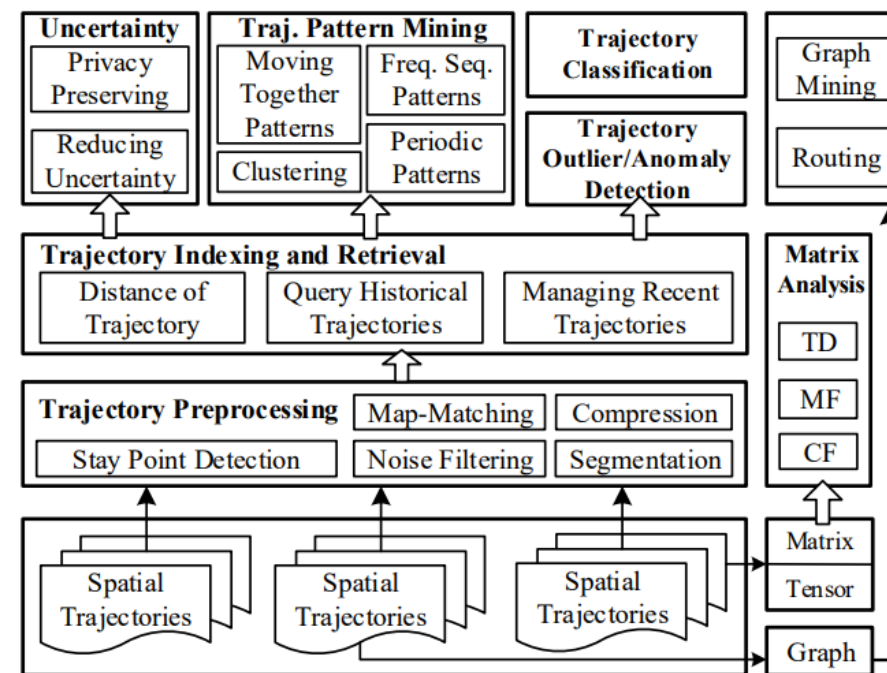 Uncertainty
Privacy
Preserving
Reducing
Uncertainty
Traj. Pattern Mining
Moving
Together
Patterns
Freq. Seq.
Patterns
Clustering
Periodic
Patterns
Trajectory
Classification
Trajectory
Outlier/Anomaly
Detection
Graph
Mining
Routing
Trajectory Indexing and Retrieval
Distance of
Trajectory
Query Historical
Trajectories
Managing Recent
Trajectories
Matrix
Analysis
TD
MF
CF
Trajectory Preprocessing
Map-Matching
Compression
Stay Point Detection
Noise Filtering
Segmentation
Spatial
Trajectories
Spatial
Trajectories
Spatial
Trajectories
Matrix
Tensor
Graph